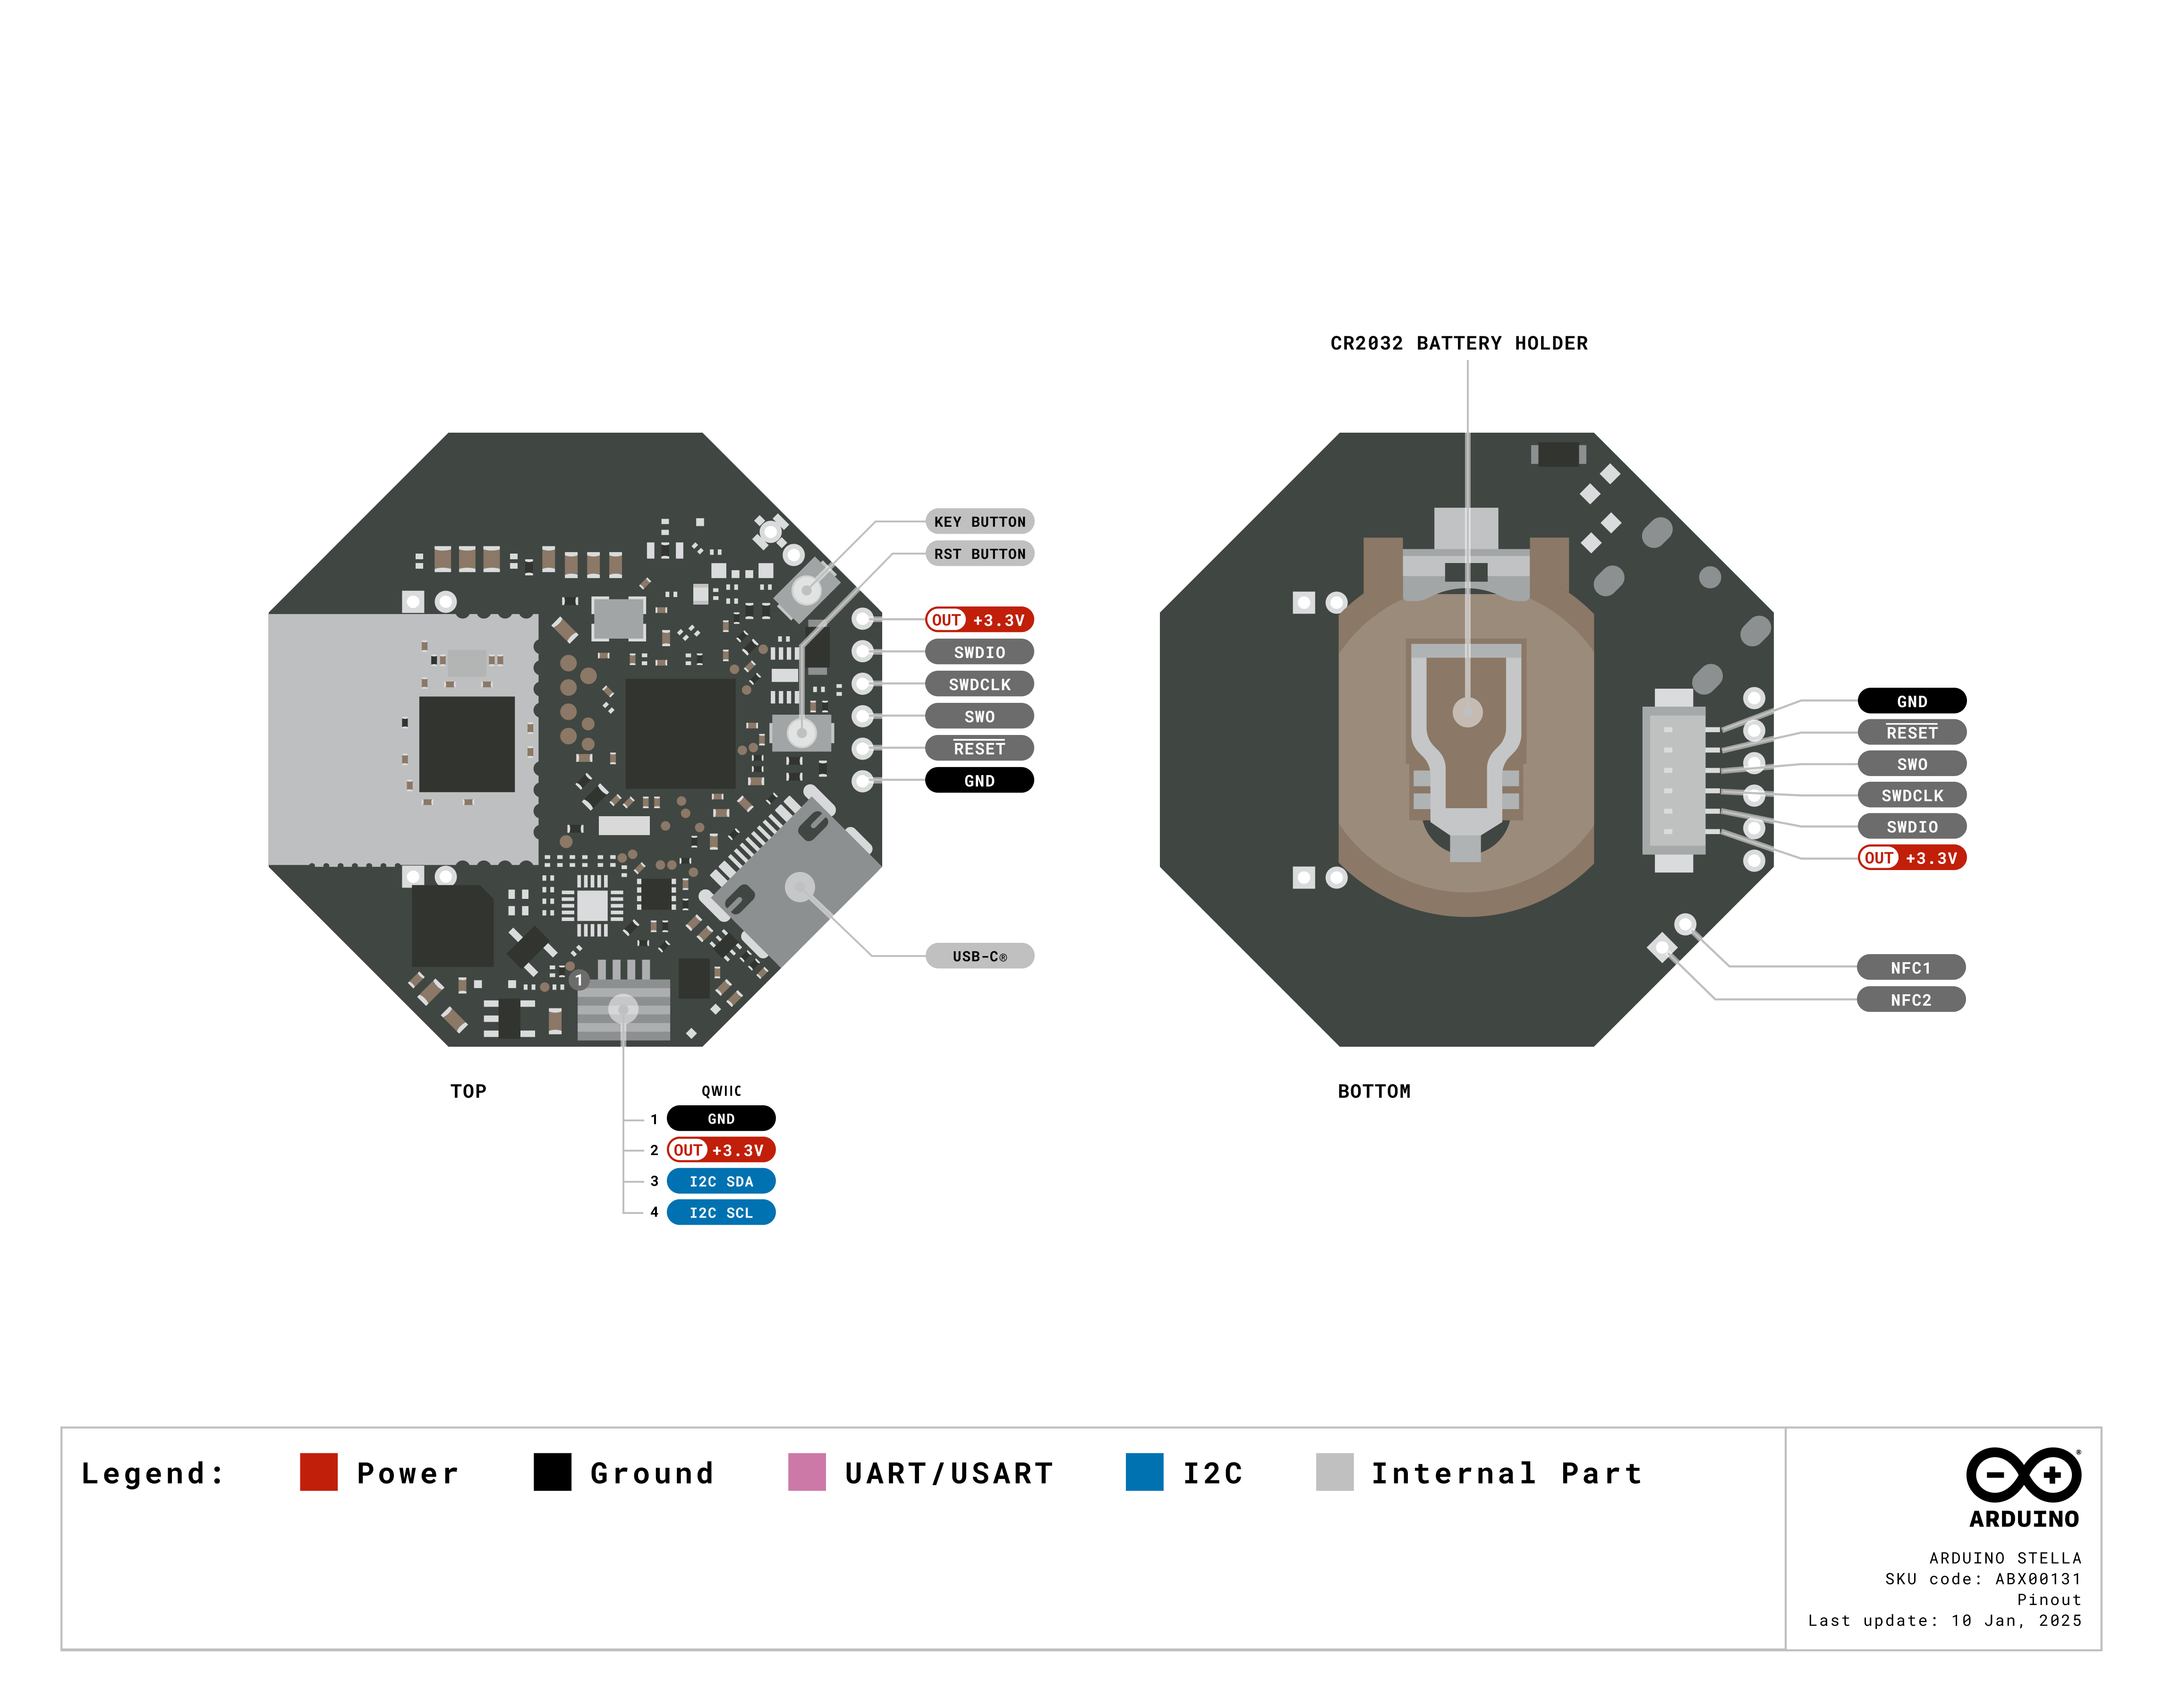 CR2032 BATTERY HOLDER
KEY BUTTON
RST BUTTON
OUT +3.3V
SWDIO
SWDCLK
SWO
RESET
GND
USB-C®
1
TOP
QWIIC
1 GND
2 OUT +3.3V
3 I2C SDA
4 I2C SCL
GND
RESET
SWO
SWDCLK
SWDIO
OUT +3.3V
NFC1
NFC2
BOTTOM
Legend: Power Ground UART/USART I2C Internal Part
®
ARDUINO
ARDUINO STELLA
SKU code: ABX00131
Pinout
Last update: 10 Jan, 2025